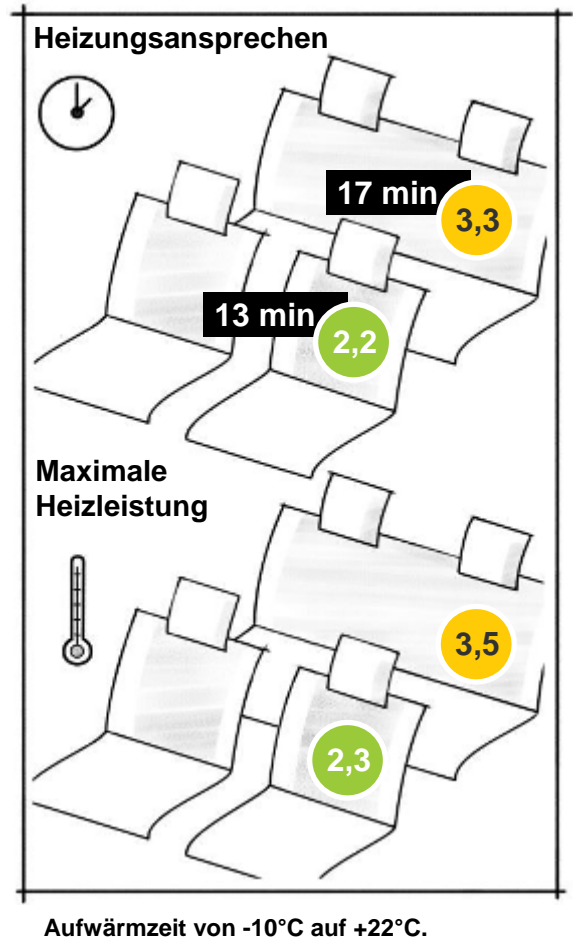 Heizungsansprechen
17 min
3,3
13 min
2,2
Maximale
Heizleistung
3,5
2,3
Aufwärmzeit von -10°C auf +22°C.